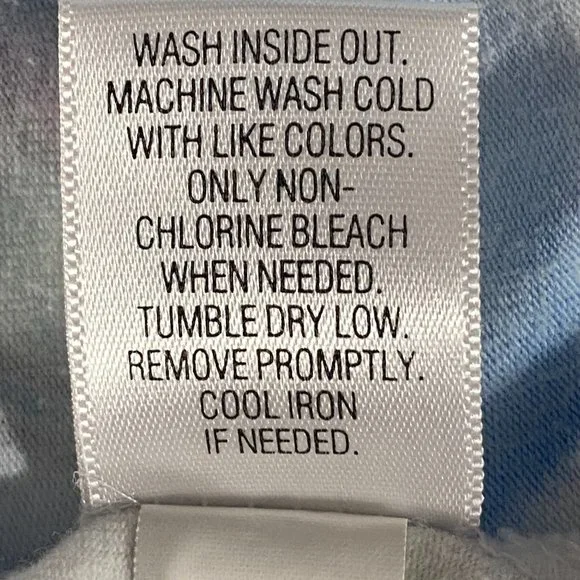 WASH INSIDE OUT.
MACHINE WASH COLD
WITH LIKE COLORS.
ONLY NON-
CHLORINE BLEACH
WHEN NEEDED.
TUMBLE DRY LOW.
REMOVE PROMPTLY.
COOL IRON
IF NEEDED.